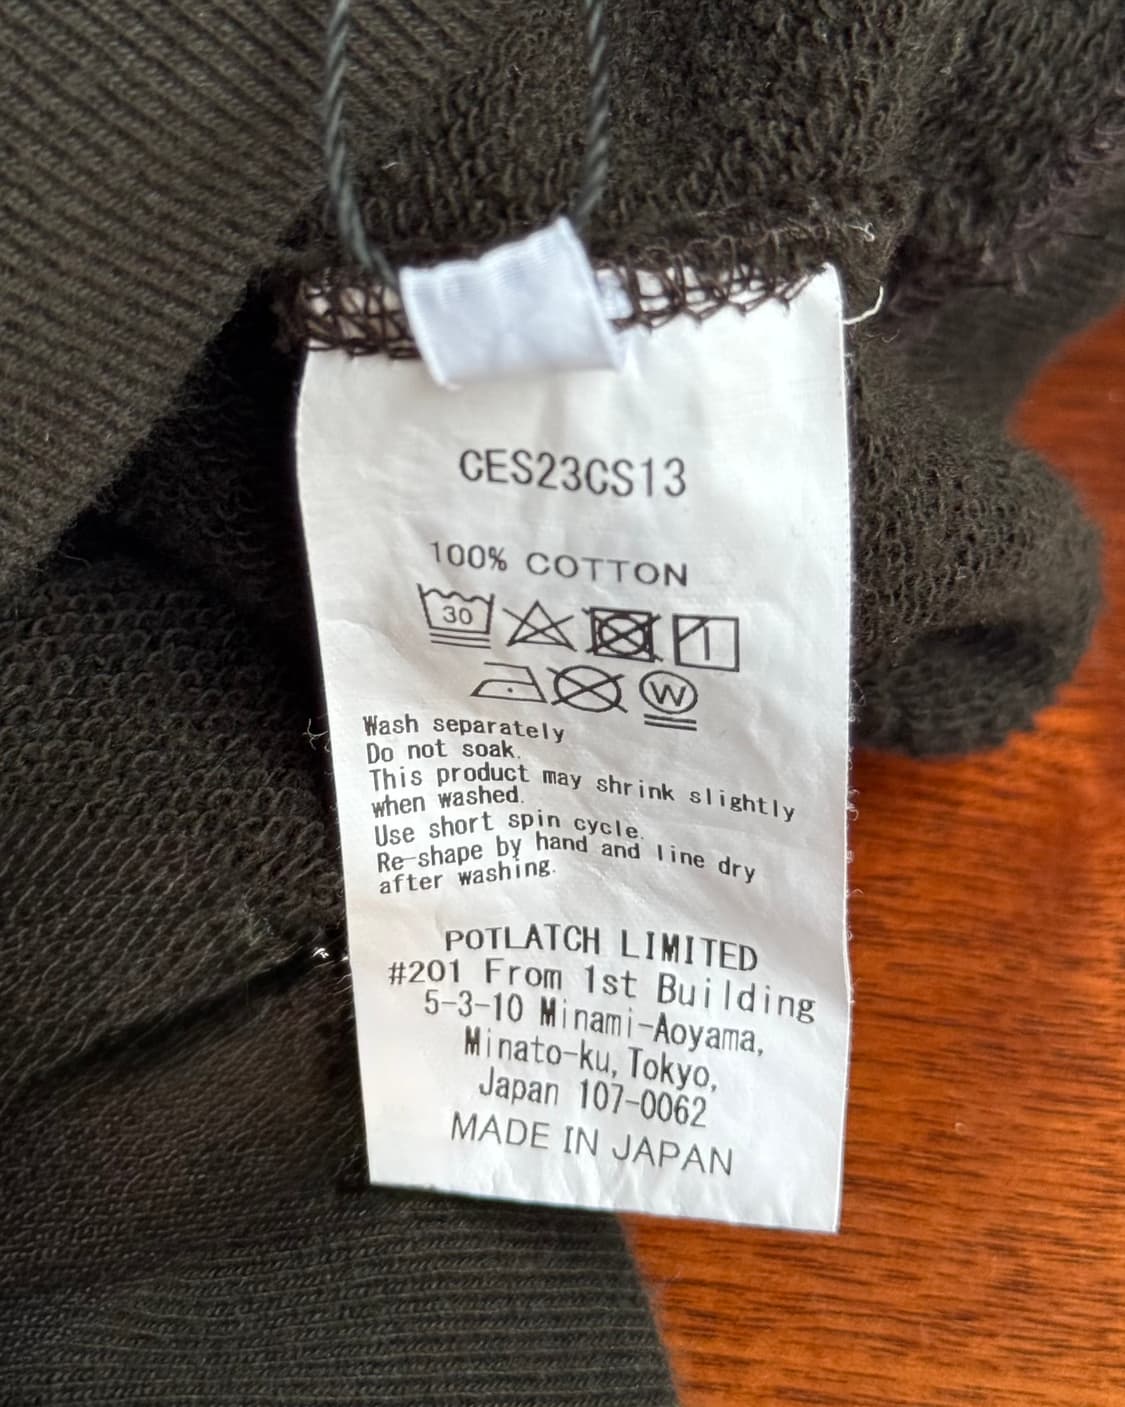 CES23CS13
100% COTTON
30
W
Wash separately
Do not soak.
This product may shrink slightly
when washed.
Use short spin cycle.
Re-shape by hand and line dry
after washing.
POTLATCH LIMITED
#201 From 1st Building
5-3-10 Minami-Aoyama,
Minato-ku, Tokyo,
Japan 107-0062
MADE IN JAPAN